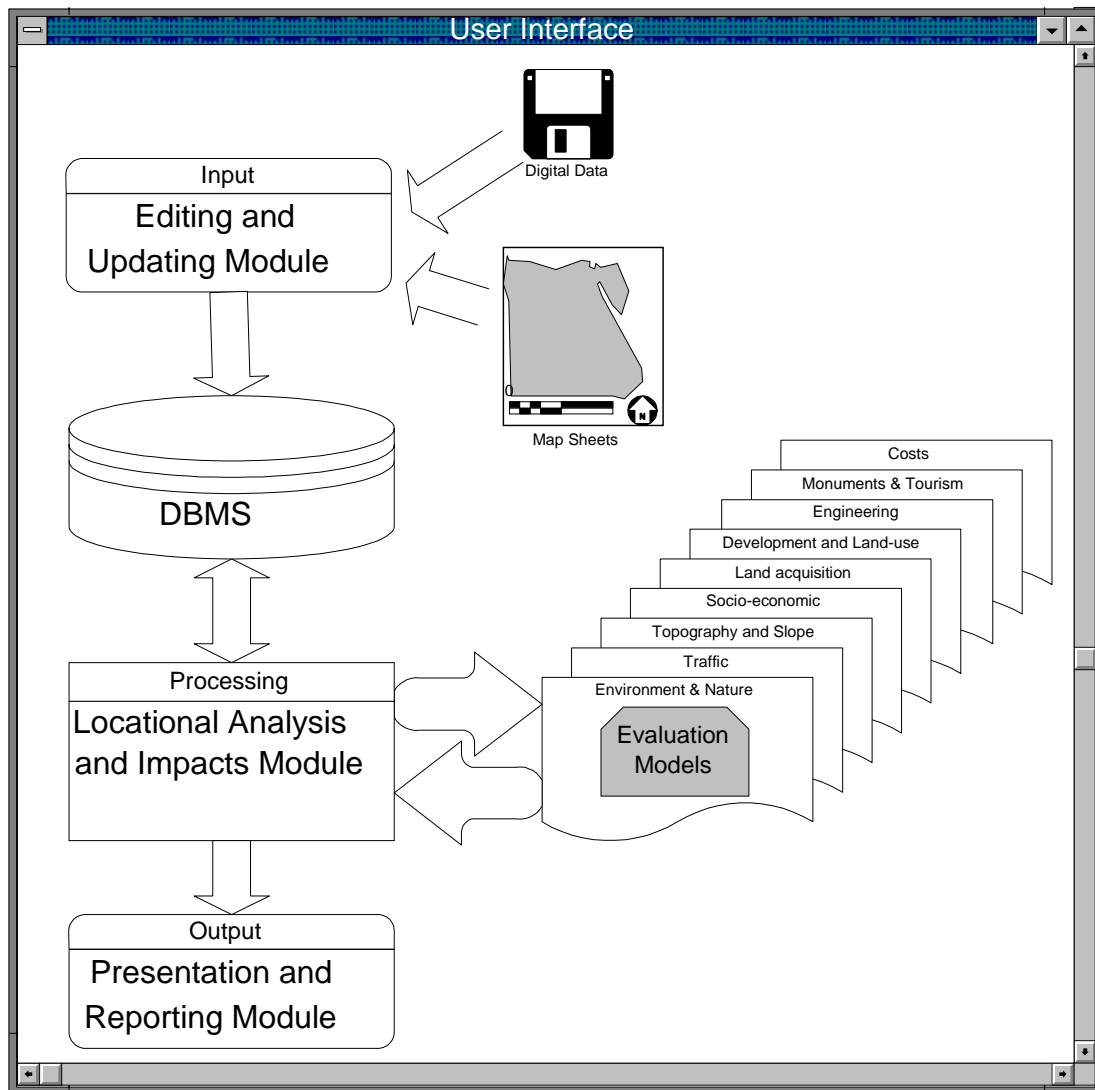 User Interface
Digital Data
Input
Editing and
Updating Module
0
N
Map Sheets
DBMS
Costs
Monuments & Tourism
Engineering
Development and Land-use
Land acquisition
Socio-economic
Topography and Slope
Traffic
Environment & Nature
Evaluation
Models
Processing
Locational Analysis
and Impacts Module
Output
Presentation and
Reporting Module